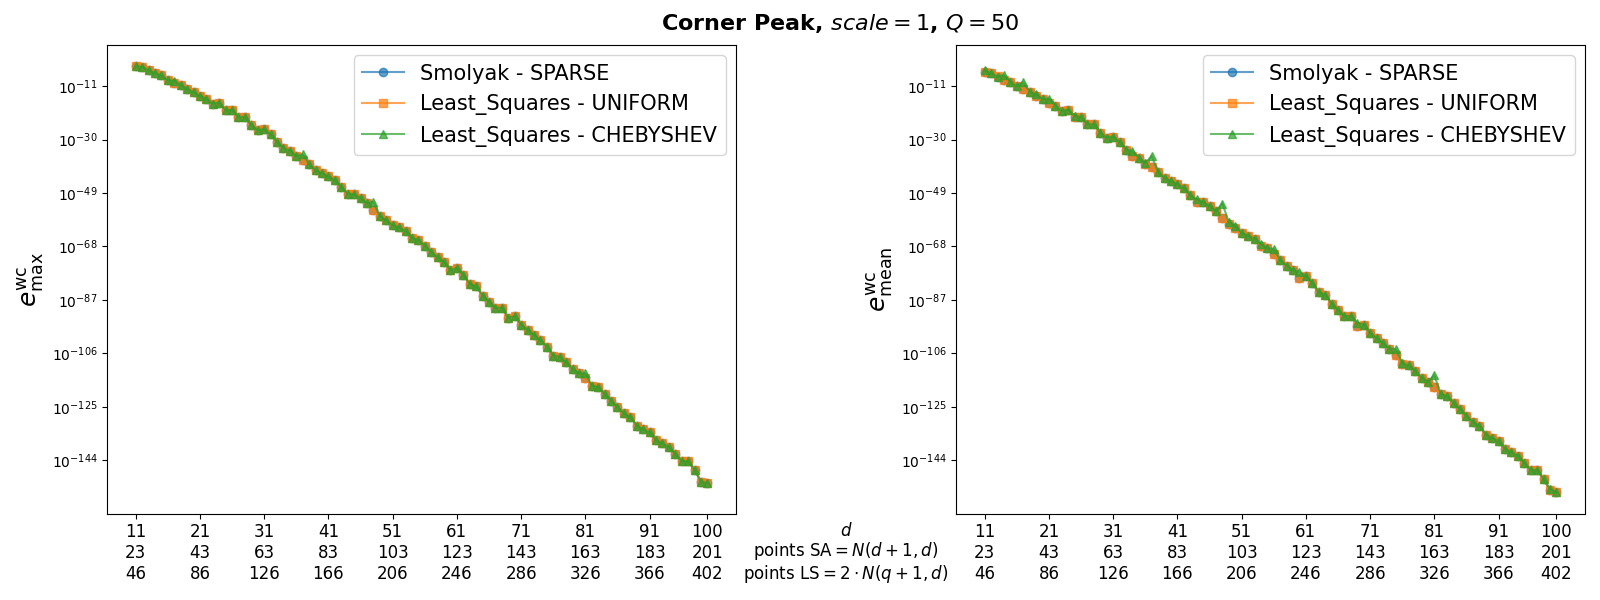 Corner Peak, scale = 1, Q = 50
Smolyak - SPARSE
Least_Squares - UNIFORM
Least_Squares - CHEBYSHEV
e^wc_max
10^−11
10^−30
10^−49
10^−68
10^−87
10^−106
10^−125
10^−144
11 21 31 41 51 61 71 81 91 100
23 43 63 83 103 123 143 163 183 201
46 86 126 166 206 246 286 326 366 402
d
points SA = N(d + 1, d)
points LS = 2 · N(q + 1, d)
Smolyak - SPARSE
Least_Squares - UNIFORM
Least_Squares - CHEBYSHEV
e^wc_mean
10^−11
10^−30
10^−49
10^−68
10^−87
10^−106
10^−125
10^−144
11 21 31 41 51 61 71 81 91 100
23 43 63 83 103 123 143 163 183 201
46 86 126 166 206 246 286 326 366 402